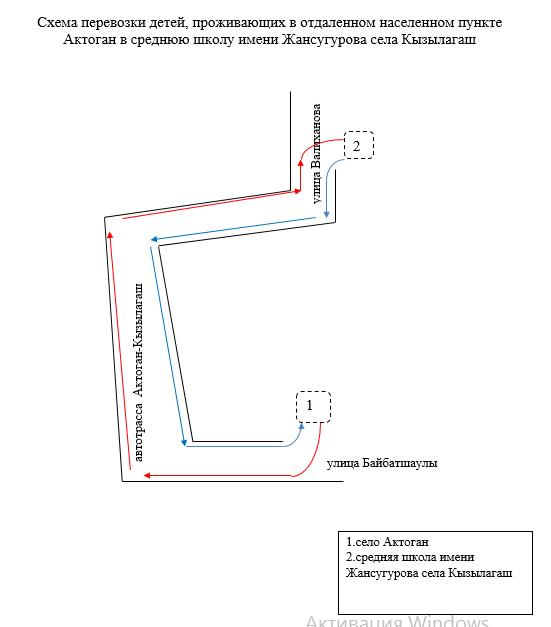 Схема перевозки детей, проживающих в отдаленном населенном пункте
Актоган в среднюю школу имени Жансугурова села Кызылагаш
улица Валиханова
2
автотрасса Актоган-Кызылагаш
1
улица Байбатшаулы
1.село Актоган
2.средняя школа имени
Жансугурова села Кызылагаш
Активация Windows